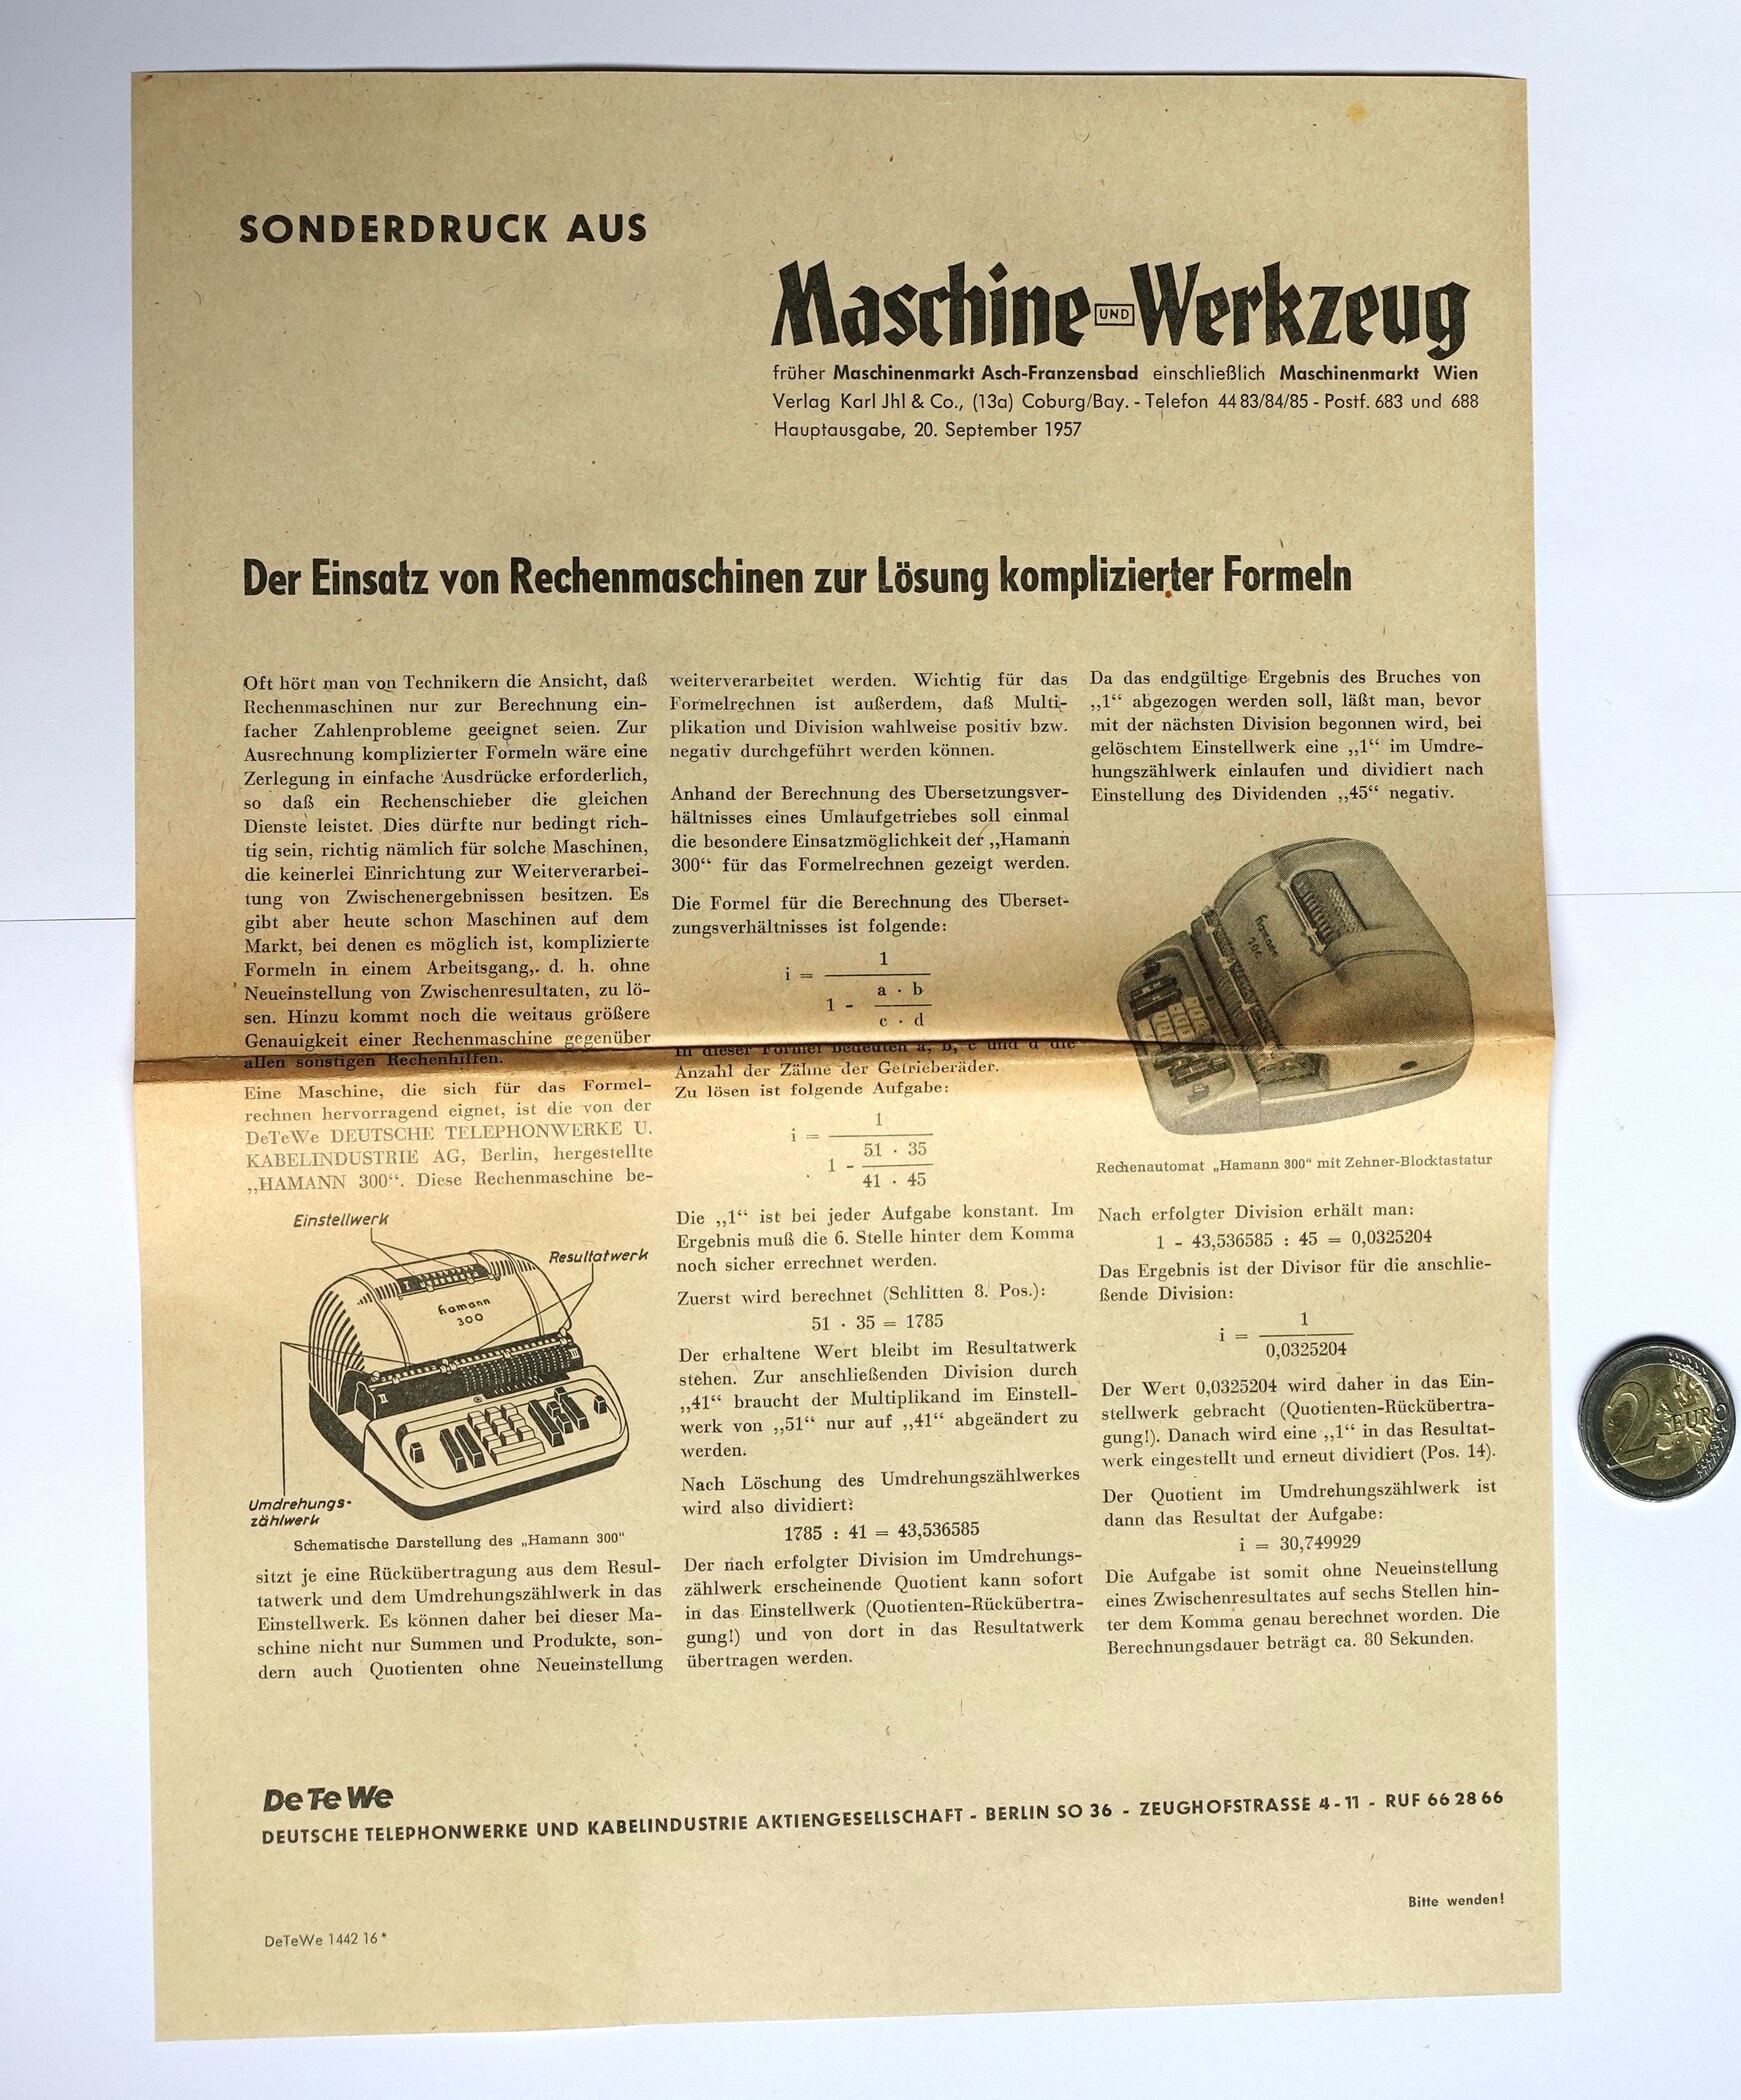 SONDERDRUCK AUS
Maschine UND Werkzeug
früher Maschinenmarkt Asch-Franzensbad einschließlich Maschinenmarkt Wien
Verlag Karl Jhl & Co., (13a) Coburg/Bay. - Telefon 44 83/84/85 - Postf. 683 und 688
Hauptausgabe, 20. September 1957
Der Einsatz von Rechenmaschinen zur Lösung komplizierter Formeln
Oft hört man von Technikern die Ansicht, daß
Rechenmaschinen nur zur Berechnung ein-
facher Zahlenprobleme geeignet seien. Zur
Ausrechnung komplizierter Formeln wäre eine
Zerlegung in einfache Ausdrücke erforderlich,
so daß ein Rechenschieber die gleichen
Dienste leistet. Dies dürfte nur bedingt rich-
tig sein, richtig nämlich für solche Maschinen,
die keinerlei Einrichtung zur Weiterverarbei-
tung von Zwischenergebnissen besitzen. Es
gibt aber heute schon Maschinen auf dem
Markt, bei denen es möglich ist, komplizierte
Formeln in einem Arbeitsgang,. d. h. ohne
Neueinstellung von Zwischenresultaten, zu lö-
sen. Hinzu kommt noch die weitaus größere
Genauigkeit einer Rechenmaschine gegenüber
allen sonstigen Rechenhilfen.
Eine Maschine, die sich für das Formel-
rechnen hervorragend eignet, ist die von der
DeTeWe DEUTSCHE TELEPHONWERKE U.
KABELINDUSTRIE AG, Berlin, hergestellte
„HAMANN 300“. Diese Rechenmaschine be-
Einstellwerk
Resultatwerk
I
hamann
300
II
III
Umdrehungs-
zählwerk
Schematische Darstellung des „Hamann 300“
sitzt je eine Rückübertragung aus dem Resul-
tatwerk und dem Umdrehungszählwerk in das
Einstellwerk. Es können daher bei dieser Ma-
schine nicht nur Summen und Produkte, son-
dern auch Quotienten ohne Neueinstellung
weiterverarbeitet werden. Wichtig für das
Formelrechnen ist außerdem, daß Multi-
plikation und Division wahlweise positiv bzw.
negativ durchgeführt werden können.
Anhand der Berechnung des Übersetzungsver-
hältnisses eines Umlaufgetriebes soll einmal
die besondere Einsatzmöglichkeit der „Hamann
300“ für das Formelrechnen gezeigt werden.
Die Formel für die Berechnung des Überset-
zungsverhältnisses ist folgende:
1
i =
a · b
1 -
c · d
In dieser Formel bedeuten a, b, c und d die
Anzahl der Zähne der Getrieberäder.
Zu lösen ist folgende Aufgabe:
1
i =
51 · 35
1 -
41 · 45
Die „1“ ist bei jeder Aufgabe konstant. Im
Ergebnis muß die 6. Stelle hinter dem Komma
noch sicher errechnet werden.
Zuerst wird berechnet (Schlitten 8. Pos.):
51 · 35 = 1785
Der erhaltene Wert bleibt im Resultatwerk
stehen. Zur anschließenden Division durch
„41“ braucht der Multiplikand im Einstell-
werk von „51“ nur auf „41“ abgeändert zu
werden.
Nach Löschung des Umdrehungszählwerkes
wird also dividiert:
1785 : 41 = 43,536585
Der nach erfolgter Division im Umdrehungs-
zählwerk erscheinende Quotient kann sofort
in das Einstellwerk (Quotienten-Rückübertra-
gung!) und von dort in das Resultatwerk
übertragen werden.
Da das endgültige Ergebnis des Bruches von
„1“ abgezogen werden soll, läßt man, bevor
mit der nächsten Division begonnen wird, bei
gelöschtem Einstellwerk eine „1“ im Umdre-
hungszählwerk einlaufen und dividiert nach
Einstellung des Dividenden „45“ negativ.
hamann
300
Rechenautomat „Hamann 300“ mit Zehner-Blocktastatur
Nach erfolgter Division erhält man:
1 - 43,536585 : 45 = 0,0325204
Das Ergebnis ist der Divisor für die anschlie-
ßende Division:
1
i =
0,0325204
Der Wert 0,0325204 wird daher in das Ein-
stellwerk gebracht (Quotienten-Rückübertra-
gung!). Danach wird eine „1“ in das Resultat-
werk eingestellt und erneut dividiert (Pos. 14).
Der Quotient im Umdrehungszählwerk ist
dann das Resultat der Aufgabe:
i = 30,749929
Die Aufgabe ist somit ohne Neueinstellung
eines Zwischenresultates auf sechs Stellen hin-
ter dem Komma genau berechnet worden. Die
Berechnungsdauer beträgt ca. 80 Sekunden.
2 EURO
DeTeWe
DEUTSCHE TELEPHONWERKE UND KABELINDUSTRIE AKTIENGESELLSCHAFT - BERLIN SO 36 - ZEUGHOFSTRASSE 4-11 - RUF 66 28 66
Bitte wenden!
DeTeWe 1442 16 *